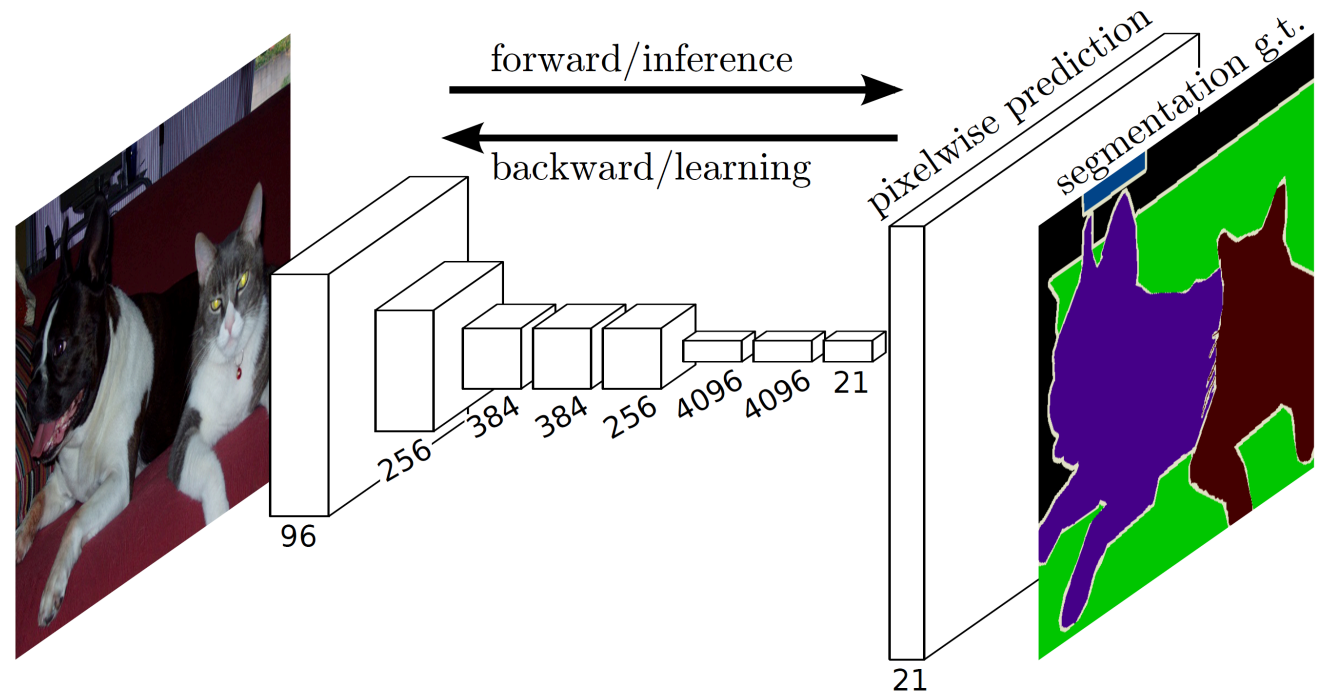 forward/inference
backward/learning
pixelwise prediction
segmentation g.t.
96
256
384
384
256
4096
4096
21
21